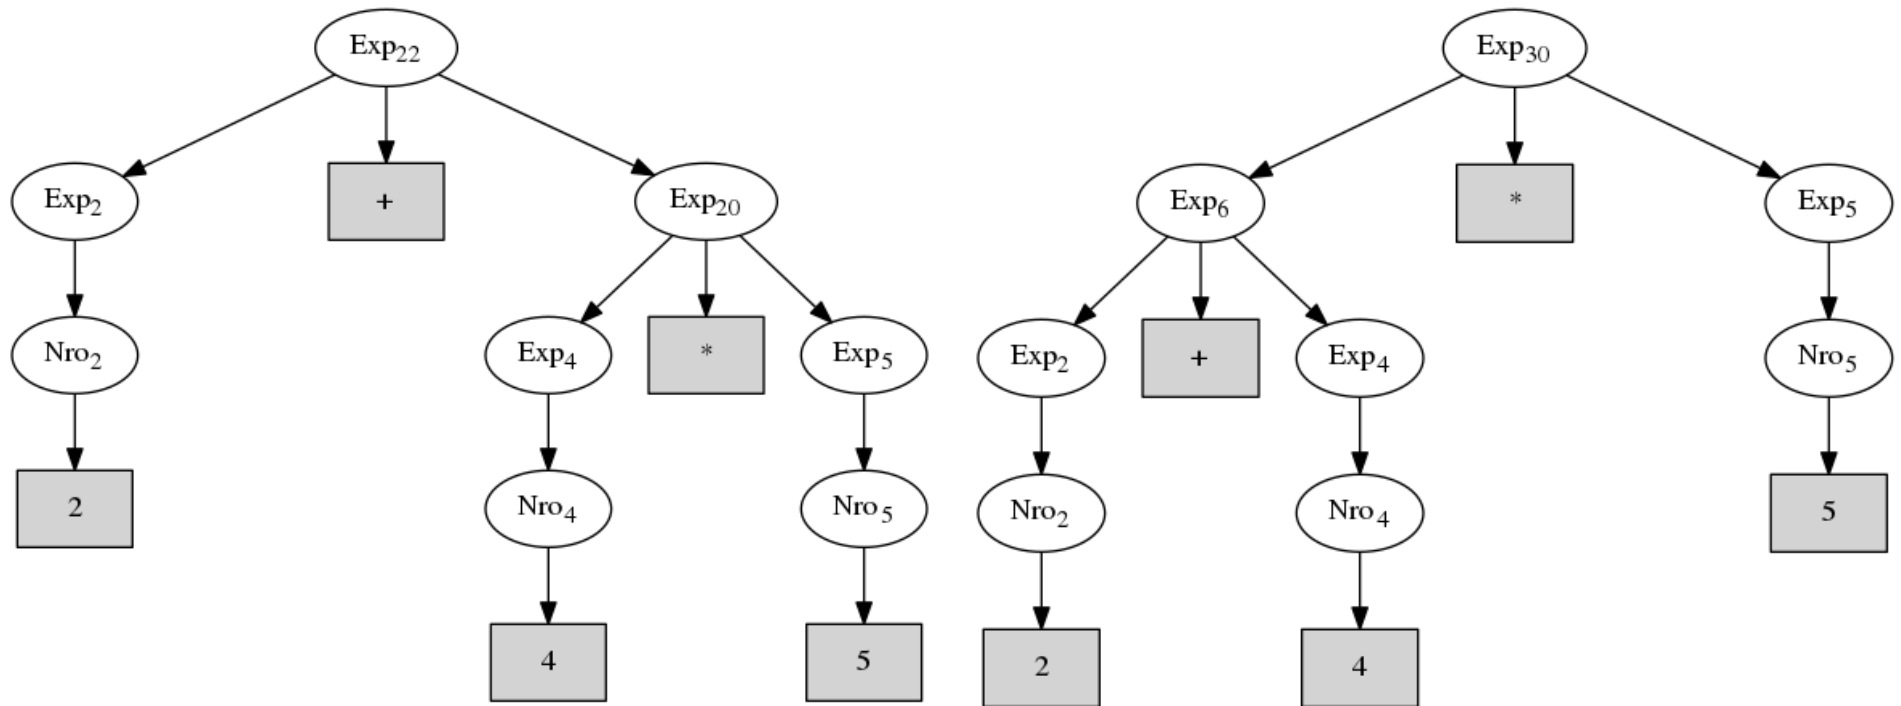 Exp22 Exp30
Exp2 + Exp20 Exp6 * Exp5
Nro2 Exp4 * Exp5 Exp2 + Exp4 Nro5
2 Nro4 Nro5 Nro2 Nro4 5
4 5 2 4